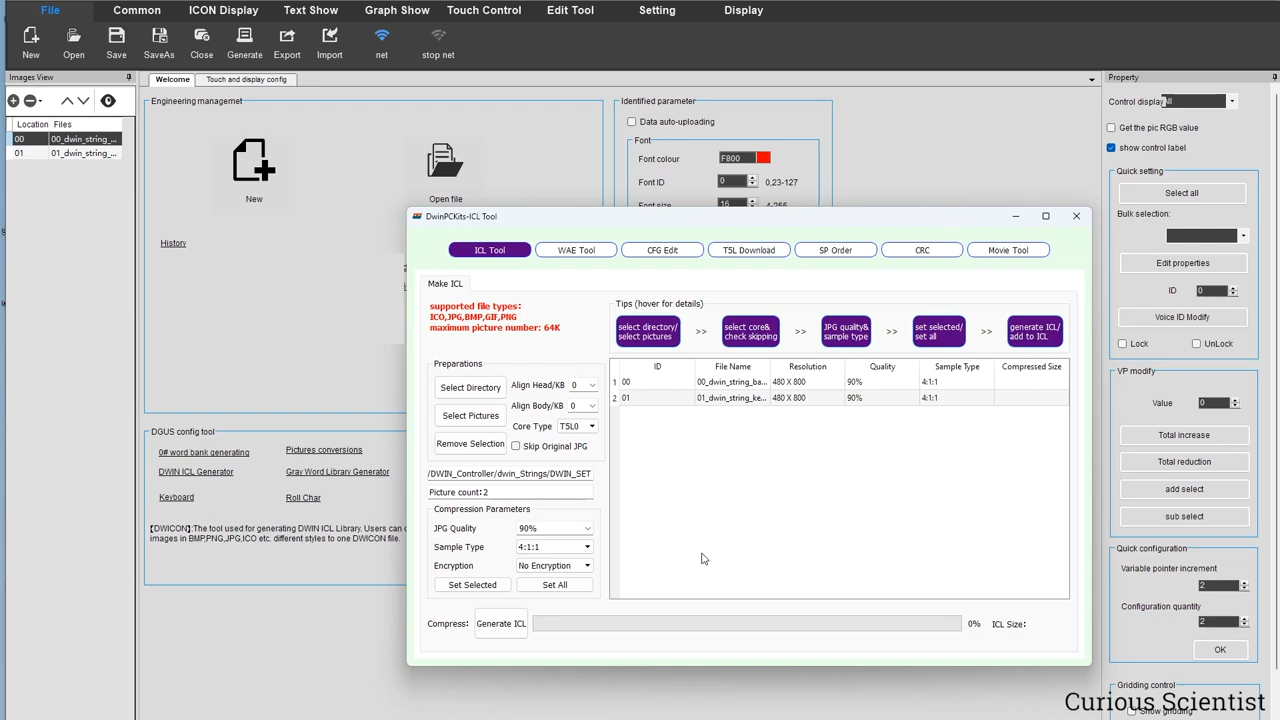 File Common ICON Display Text Show Graph Show Touch Control Edit Tool Setting Display
New Open Save SaveAs Close Generate Export Import net stop net
Images View
Location Files
00 00_dwin_string_...
01 01_dwin_string_...
Welcome Touch and display config
Engineering managemet
New
Open file
History
Identified parameter
Data auto-uploading
Font
Font colour F800
Font ID 0 0,23-127
DGUS config tool
0# word bank generating Pictures conversions
DWIN ICL Generator Gray Word Library Generator
Keyboard Roll Char
【DWICON】:The tool used for generating DWIN ICL Library. Users can
images in BMP,PNG,JPG,ICO etc. different styles to one DWICON file.
DwinPCKits-ICL Tool
ICL Tool WAE Tool CFG Edit T5L Download SP Order CRC Movie Tool
Make ICL
supported file types:
ICO,JPG,BMP,GIF,PNG
maximum picture number: 64K
Tips (hover for details)
select directory/
select pictures
>>
select core&
check skipping
>>
JPG quality&
sample type
>>
set selected/
set all
>>
generate ICL/
add to ICL
Preparations
Select Directory Align Head/KB 0
Select Pictures Align Body/KB 0
Core Type T5L0
Remove Selection Skip Original JPG
/DWIN_Controller/dwin_Strings/DWIN_SET
Picture count:2
Compression Parameters
JPG Quality 90%
Sample Type 4:1:1
Encryption No Encryption
Set Selected Set All
ID File Name Resolution Quality Sample Type Compressed Size
1 00 00_dwin_string_ba... 480 X 800 90% 4:1:1
2 01 01_dwin_string_ke... 480 X 800 90% 4:1:1
Compress: Generate ICL 0% ICL Size:
Property
Control display All
Get the pic RGB value
show control label
Quick setting
Select all
Bulk selection:
Edit properties
ID 0
Voice ID Modify
Lock UnLock
VP modify
Value 0
Total increase
Total reduction
add select
sub select
Quick configuration
Variable pointer increment
2
Configuration quantity
2
OK
Gridding control
Show gridding
Curious Scientist